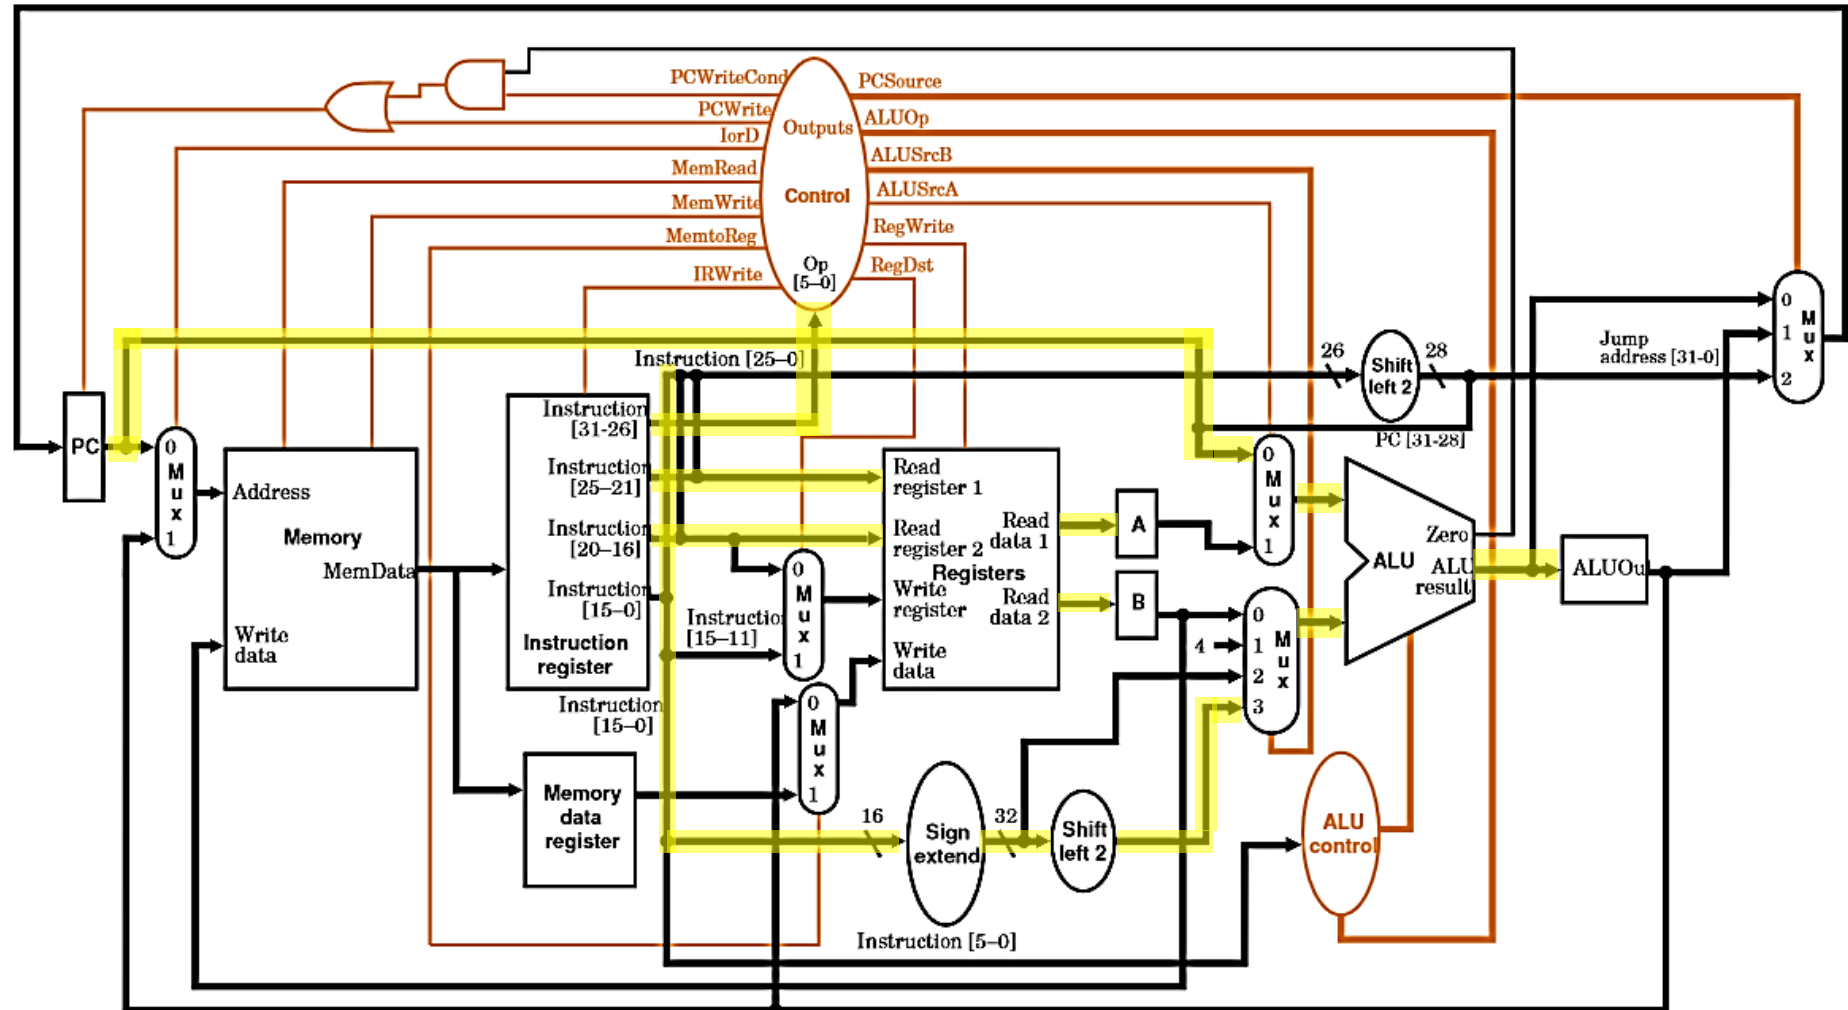 PCWriteCond
PCSource
PCWrite
ALUOp
Outputs
IorD
ALUSrcB
MemRead
ALUSrcA
Control
MemWrite
RegWrite
MemtoReg
Op
[5–0]
RegDst
IRWrite
Instruction [25–0]
26
Shift
left 2
28
Jump
address [31-0]
0
1
2
M
u
x
PC [31-28]
PC
0
M
u
x
1
Address
Memory
MemData
Write
data
Instruction
[31-26]
Instruction
[25–21]
Instruction
[20–16]
Instruction
[15–0]
Instruction
register
Instruction
[15–11]
Instruction
[15–0]
0
M
u
x
1
0
M
u
x
1
Read
register 1
Read
register 2
Registers
Write
register
Write
data
Read
data 1
Read
data 2
A
B
0
M
u
x
1
4
0
1
2
3
M
u
x
Zero
ALU
ALU
result
ALUOu
Memory
data
register
16
Sign
extend
32
Shift
left 2
ALU
control
Instruction [5–0]